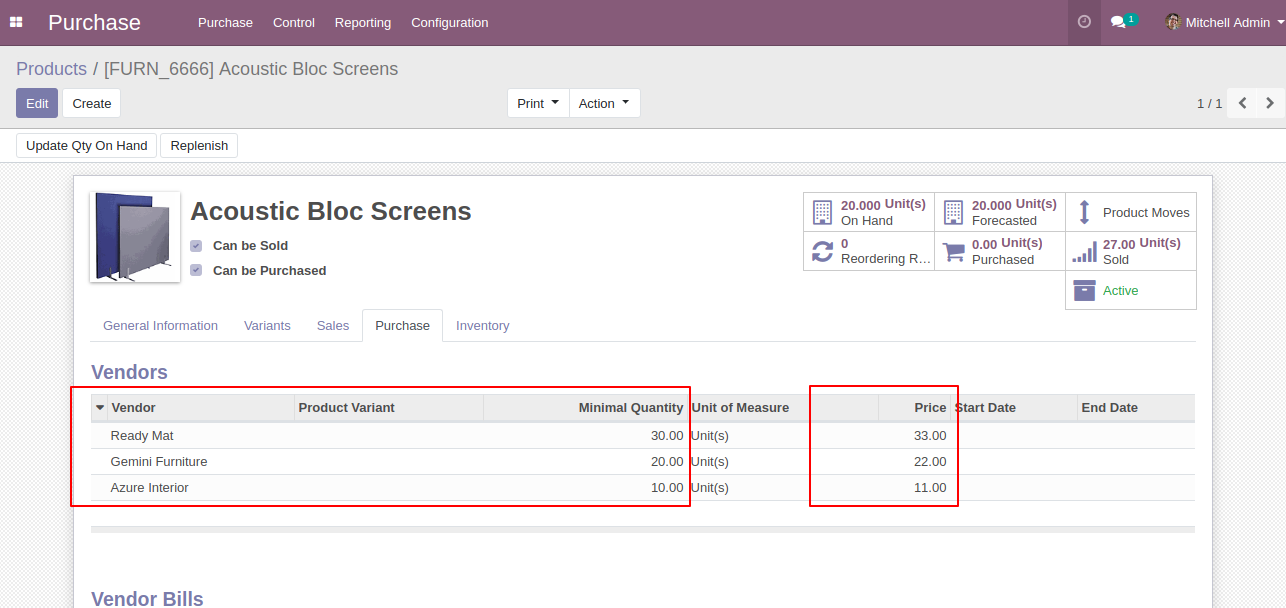 Purchase Purchase Control Reporting Configuration 1 Mitchell Admin
Products / [FURN_6666] Acoustic Bloc Screens
Edit Create Print Action 1 / 1
Update Qty On Hand Replenish
Acoustic Bloc Screens
Can be Sold
Can be Purchased
20.000 Unit(s)
On Hand
20.000 Unit(s)
Forecasted
Product Moves
0
Reordering R...
0.00 Unit(s)
Purchased
27.00 Unit(s)
Sold
Active
General Information Variants Sales Purchase Inventory
Vendors
Vendor Product Variant Minimal Quantity Unit of Measure Price Start Date End Date
Ready Mat 30.00 Unit(s) 33.00
Gemini Furniture 20.00 Unit(s) 22.00
Azure Interior 10.00 Unit(s) 11.00
Vendor Bills